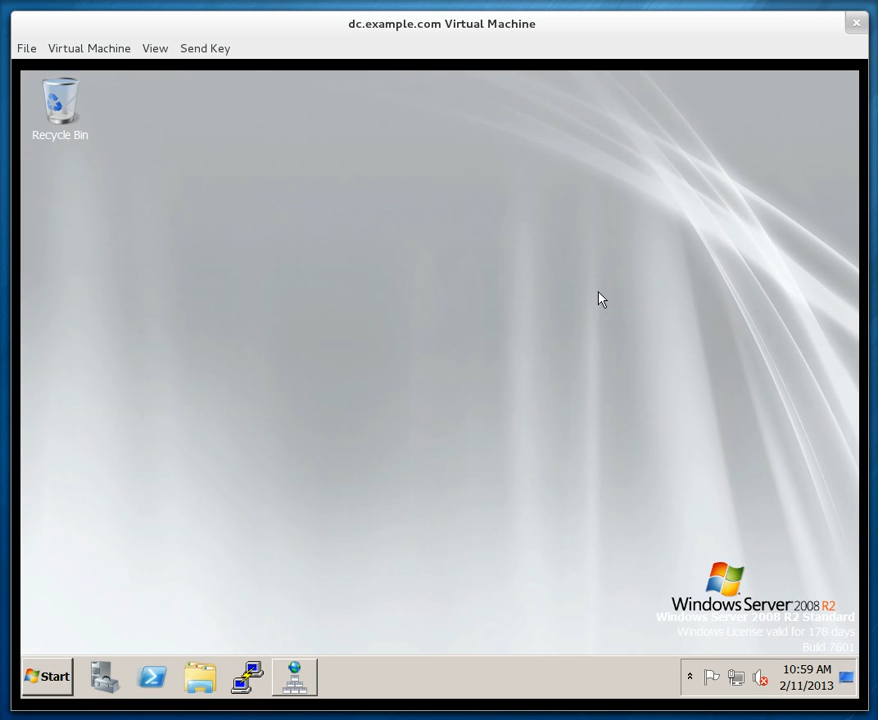 dc.example.com Virtual Machine
File Virtual Machine View Send Key
Recycle Bin
Windows Server 2008 R2
Windows Server 2008 R2 Standard
Windows License valid for 178 days
Build 7601
Start
10:59 AM
2/11/2013